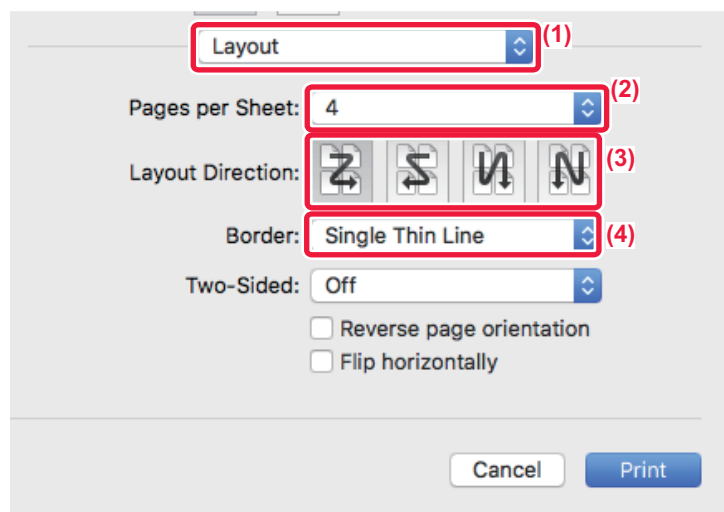 Layout (1)
Pages per Sheet: 4 (2)
Layout Direction: (3)
Border: Single Thin Line (4)
Two-Sided: Off
Reverse page orientation
Flip horizontally
Cancel Print